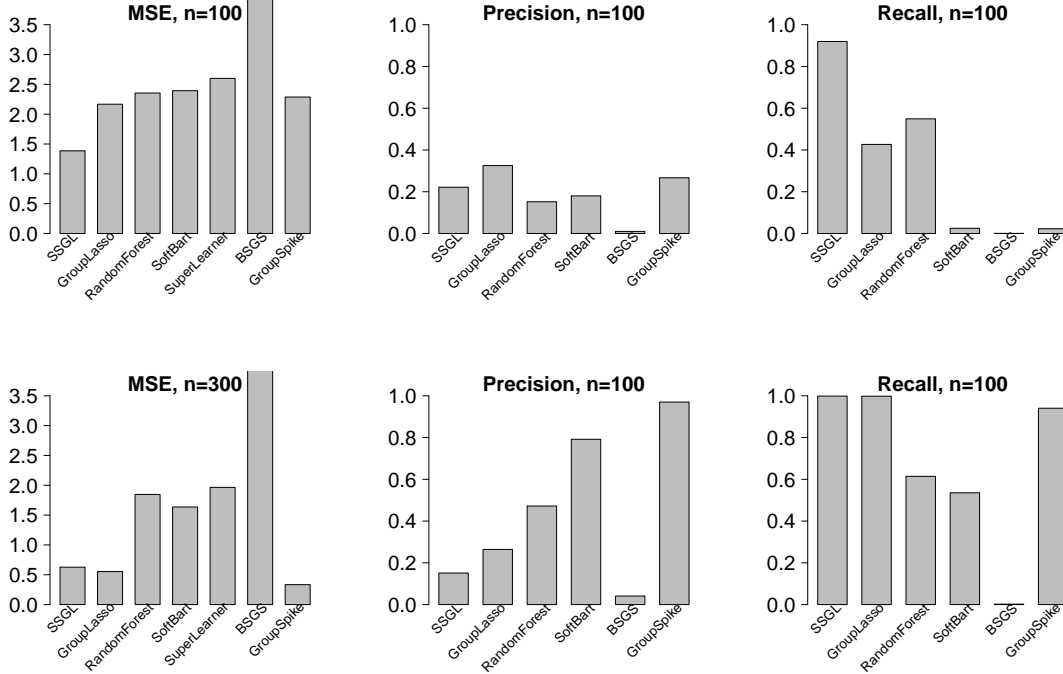 MSE, n=100
3.5
3.0
2.5
2.0
1.5
1.0
0.5
0.0
SSGL
GroupLasso
RandomForest
SoftBart
SuperLearner
BSGS
GroupSpike
Precision, n=100
1.0
0.8
0.6
0.4
0.2
0.0
SSGL
GroupLasso
RandomForest
SoftBart
BSGS
GroupSpike
Recall, n=100
1.0
0.8
0.6
0.4
0.2
0.0
SSGL
GroupLasso
RandomForest
SoftBart
BSGS
GroupSpike
MSE, n=300
3.5
3.0
2.5
2.0
1.5
1.0
0.5
0.0
SSGL
GroupLasso
RandomForest
SoftBart
SuperLearner
BSGS
GroupSpike
Precision, n=100
1.0
0.8
0.6
0.4
0.2
0.0
SSGL
GroupLasso
RandomForest
SoftBart
BSGS
GroupSpike
Recall, n=100
1.0
0.8
0.6
0.4
0.2
0.0
SSGL
GroupLasso
RandomForest
SoftBart
BSGS
GroupSpike